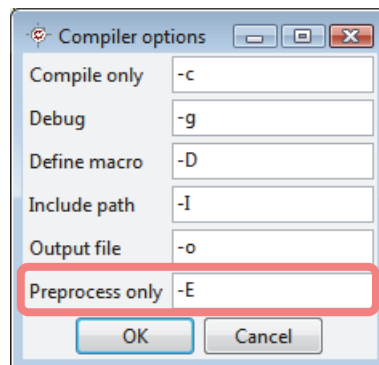 Compiler options
Compile only -c
Debug -g
Define macro -D
Include path -I
Output file -o
Preprocess only -E
OK Cancel